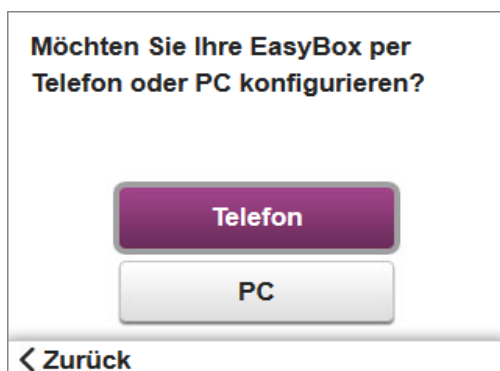 Möchten Sie Ihre EasyBox per
Telefon oder PC konfigurieren?
Telefon
PC
Zurück